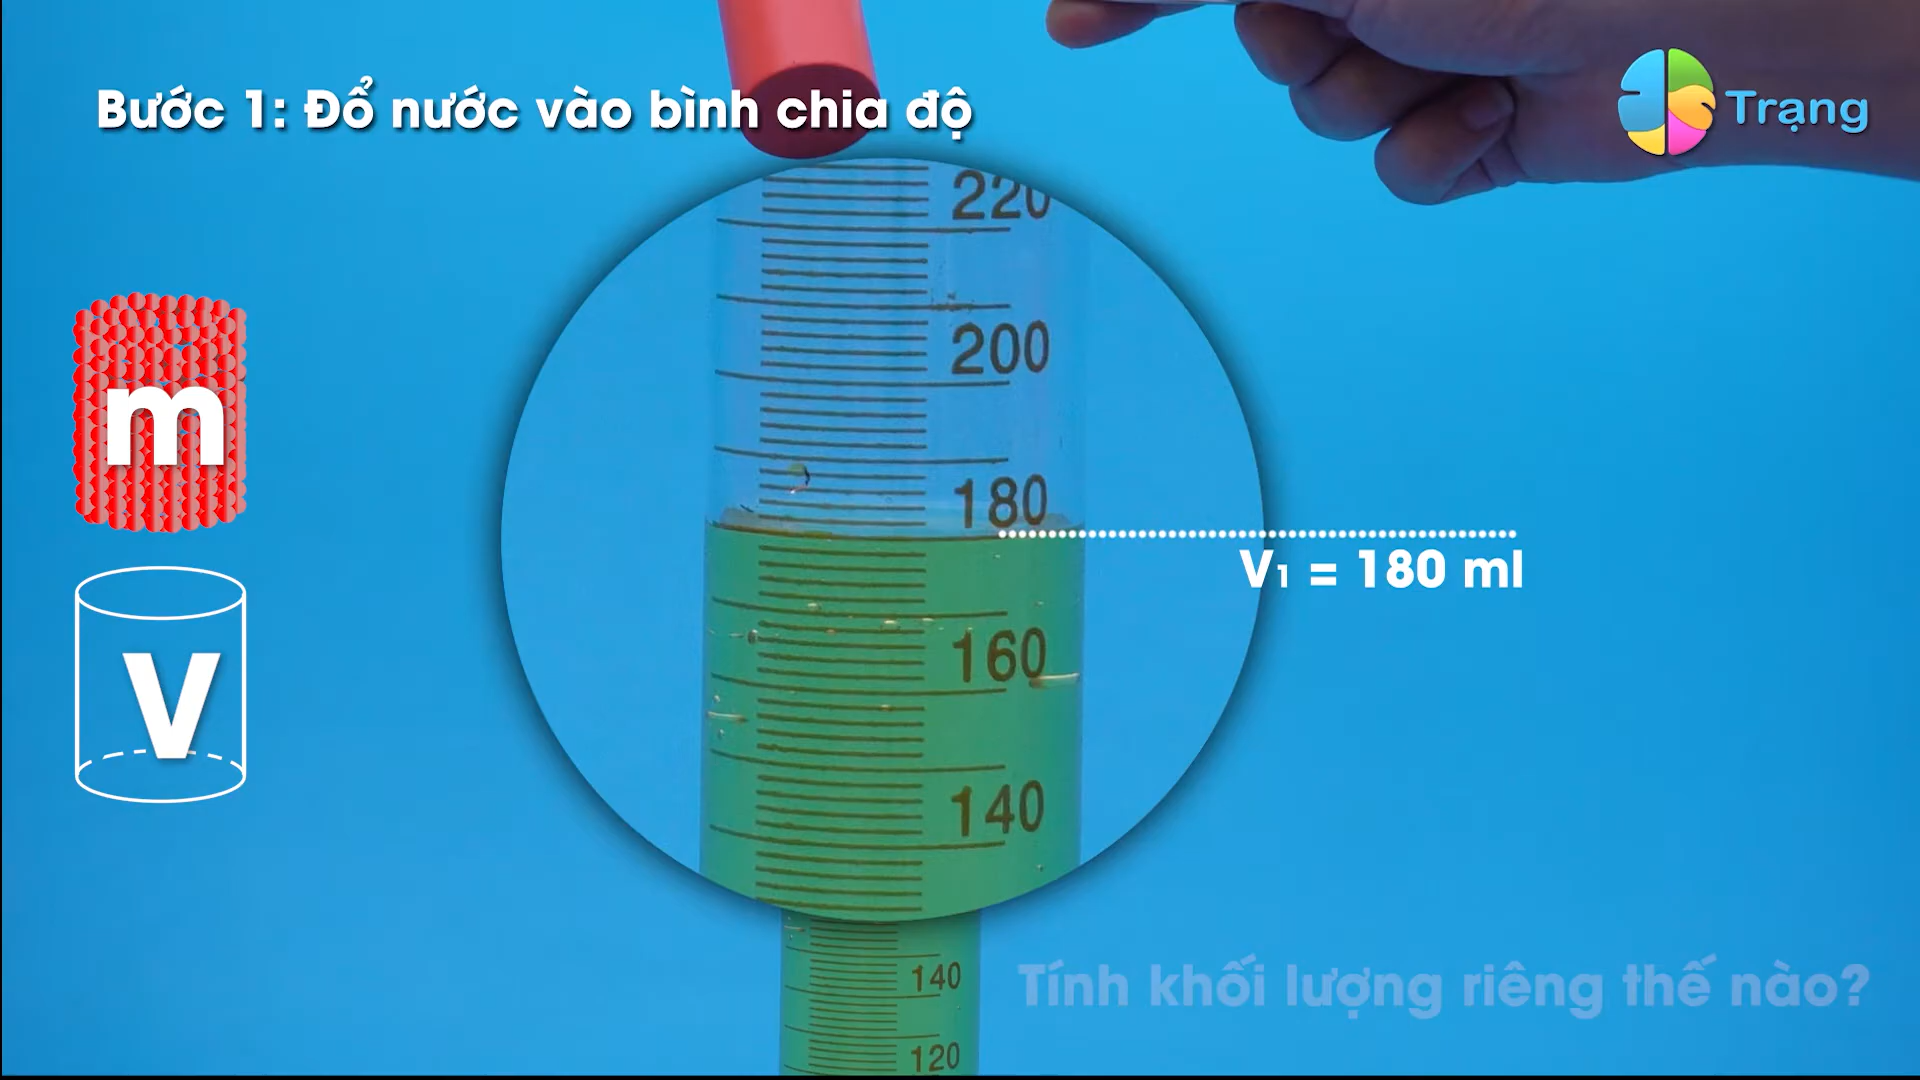 Bước 1: Đổ nước vào bình chia độ
Trạng
220
200
180
V₁ = 180 ml
160
140
m
V
140
120
Tính khối lượng riêng thế nào?